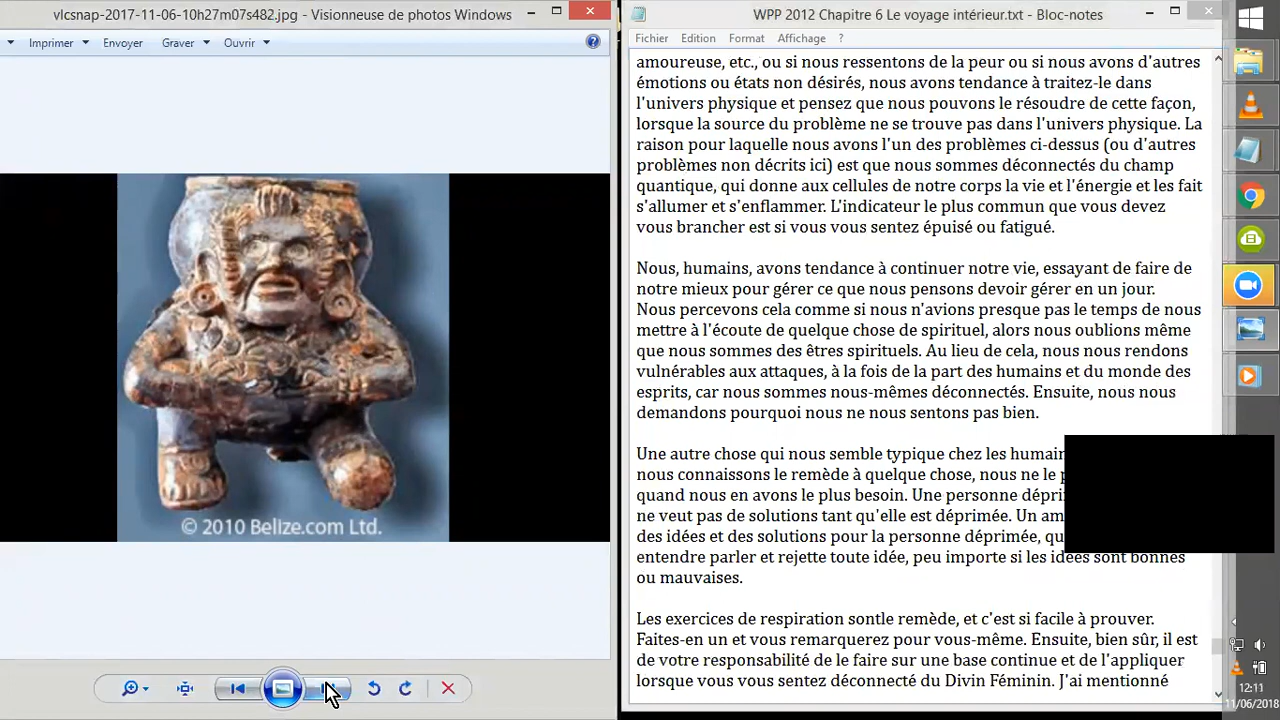 vlcsnap-2017-11-06-10h27m07s482.jpg - Visionneuse de photos Windows
Imprimer Envoyer Graver Ouvrir
© 2010 Belize.com Ltd.
WPP 2012 Chapitre 6 Le voyage intérieur.txt - Bloc-notes
Fichier Edition Format Affichage ?
amoureuse, etc., ou si nous ressentons de la peur ou si nous avons d'autres
émotions ou états non désirés, nous avons tendance à traitez-le dans
l'univers physique et pensez que nous pouvons le résoudre de cette façon,
lorsque la source du problème ne se trouve pas dans l'univers physique. La
raison pour laquelle nous avons l'un des problèmes ci-dessus (ou d'autres
problèmes non décrits ici) est que nous sommes déconnectés du champ
quantique, qui donne aux cellules de notre corps la vie et l'énergie et les fait
s'allumer et s'enflammer. L'indicateur le plus commun que vous devez
vous brancher est si vous vous sentez épuisé ou fatigué.
Nous, humains, avons tendance à continuer notre vie, essayant de faire de
notre mieux pour gérer ce que nous pensons devoir gérer en un jour.
Nous percevons cela comme si nous n'avions presque pas le temps de nous
mettre à l'écoute de quelque chose de spirituel, alors nous oublions même
que nous sommes des êtres spirituels. Au lieu de cela, nous nous rendons
vulnérables aux attaques, à la fois de la part des humains et du monde des
esprits, car nous sommes nous-mêmes déconnectés. Ensuite, nous nous
demandons pourquoi nous ne nous sentons pas bien.
Une autre chose qui nous semble typique chez les
nous connaissons le remède à quelque chose, nous ne le
quand nous en avons le plus besoin. Une personne
ne veut pas de solutions tant qu'elle est déprimée. Un
des idées et des solutions pour la personne déprimée,
entendre parler et rejette toute idée, peu importe si les idées sont bonnes
ou mauvaises.
Les exercices de respiration sontle remède, et c'est si facile à prouver.
Faites-en un et vous remarquerez pour vous-même. Ensuite, bien sûr, il est
de votre responsabilité de le faire sur une base continue et de l'appliquer
lorsque vous vous sentez déconnecté du Divin Féminin. J'ai mentionné
12:11
11/06/2018